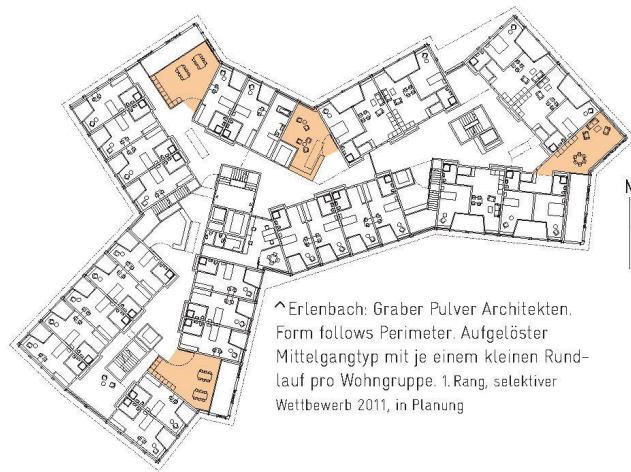 N
^Erlenbach: Graber Pulver Architekten.
Form follows Perimeter. Aufgelöster
Mittelgangtyp mit je einem kleinen Rund-
lauf pro Wohngruppe. 1. Rang, selektiver
Wettbewerb 2011, in Planung